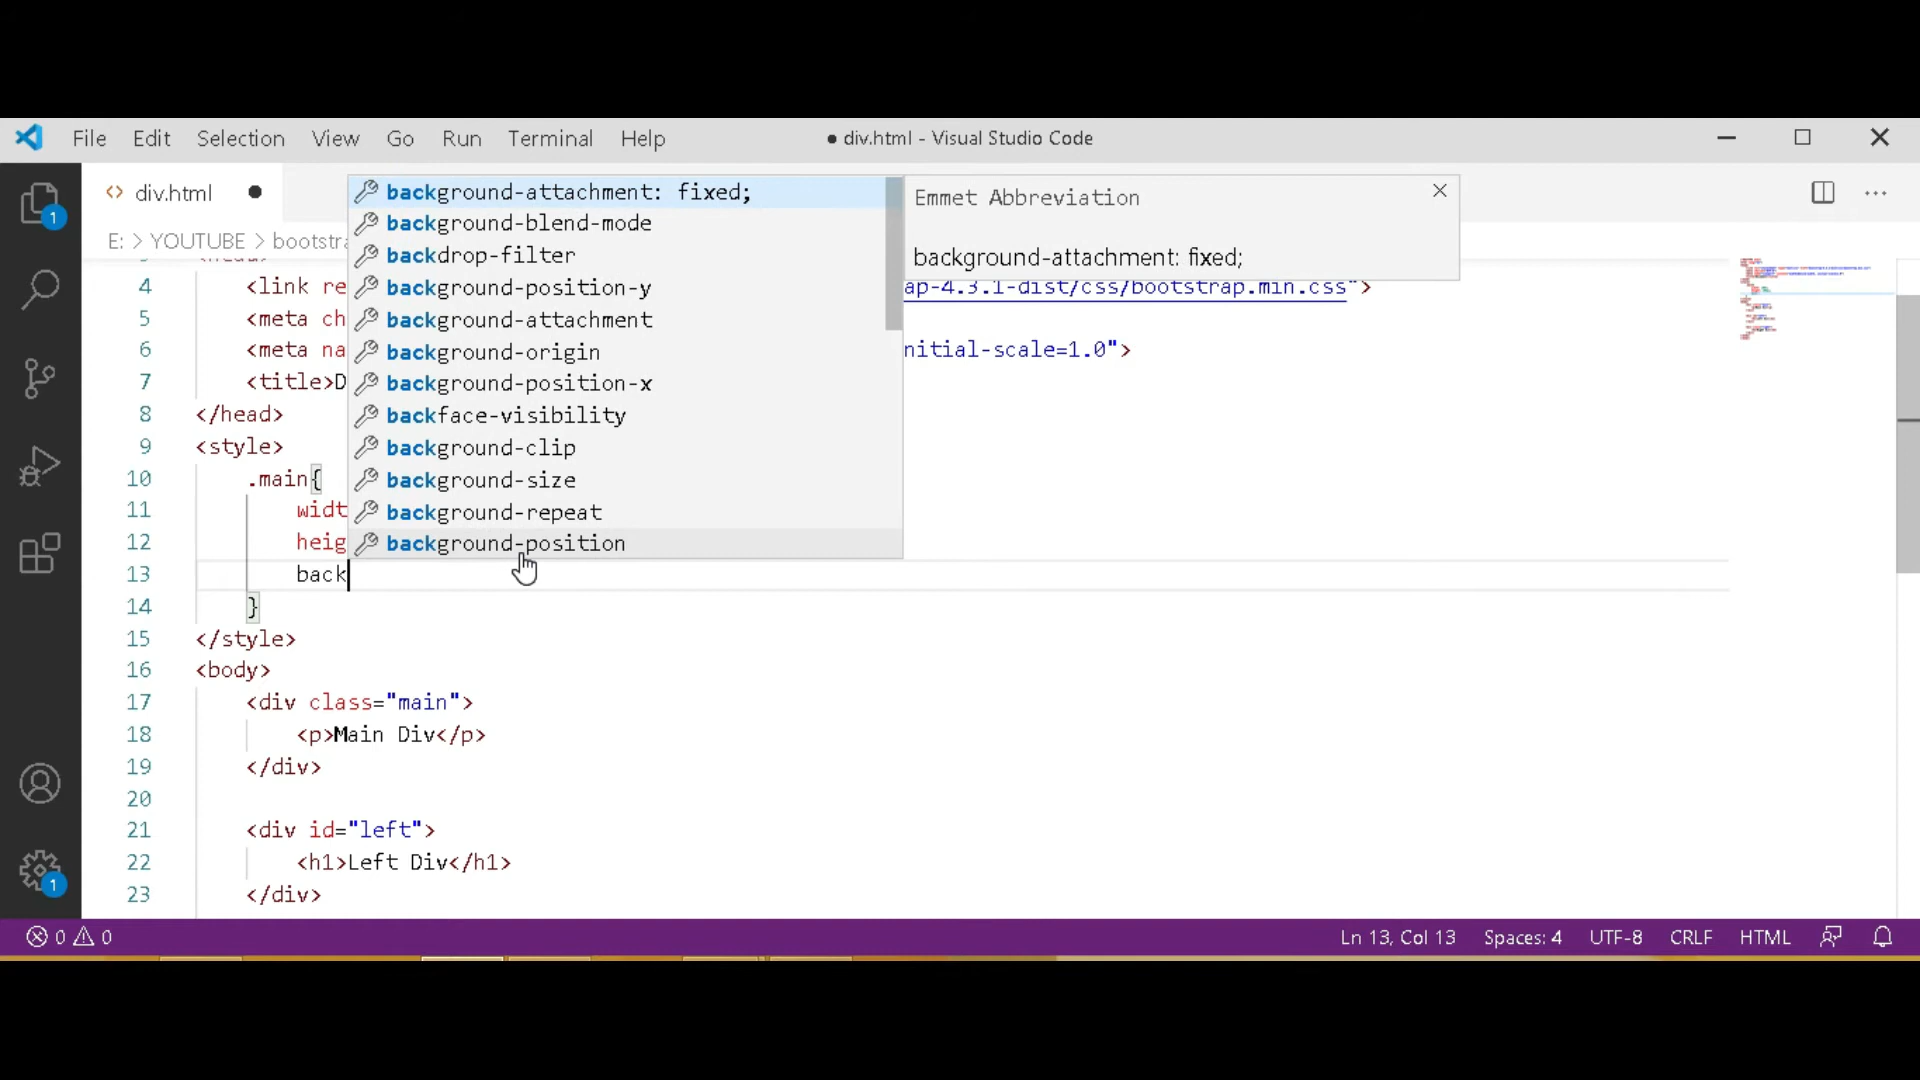 File Edit Selection View Go Run Terminal Help ● div.html - Visual Studio Code
<> div.html ●
E: > YOUTUBE > bootstra
background-attachment: fixed;
background-blend-mode
backdrop-filter
background-position-y
background-attachment
background-origin
background-position-x
backface-visibility
background-clip
background-size
background-repeat
background-position
Emmet Abbreviation
background-attachment: fixed;
4 <link re ap-4.3.1-dist/css/bootstrap.min.css">
5 <meta ch
6 <meta na nitial-scale=1.0">
7 <title>D
8 </head>
9 <style>
10 .main{
11 widt
12 heig
13 back
14 }
15 </style>
16 <body>
17 <div class="main">
18 <p>Main Div</p>
19 </div>
20
21 <div id="left">
22 <h1>Left Div</h1>
23 </div>
1
1
0 0 Ln 13, Col 13 Spaces: 4 UTF-8 CRLF HTML